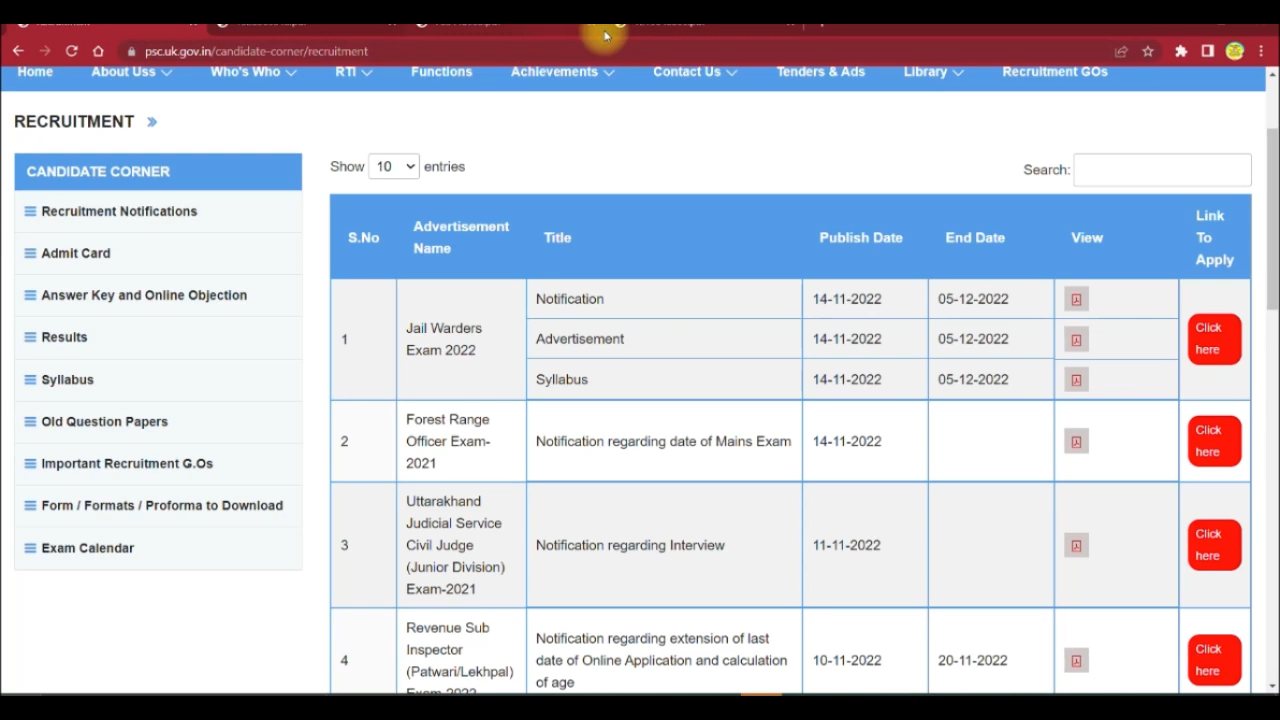 psc.uk.gov.in/candidate-corner/recruitment
Home About Uss Who's Who RTI Functions Achievements Contact Us Tenders & Ads Library Recruitment GOs
RECRUITMENT »
CANDIDATE CORNER
Recruitment Notifications
Admit Card
Answer Key and Online Objection
Results
Syllabus
Old Question Papers
Important Recruitment G.Os
Form / Formats / Proforma to Download
Exam Calendar
Show 10 entries
Search:
S.No
Advertisement
Name
Title
Publish Date
End Date
View
Link
To
Apply
1
Jail Warders
Exam 2022
Notification 14-11-2022 05-12-2022
Advertisement 14-11-2022 05-12-2022
Syllabus 14-11-2022 05-12-2022
Click
here
2
Forest Range
Officer Exam-
2021
Notification regarding date of Mains Exam 14-11-2022
Click
here
3
Uttarakhand
Judicial Service
Civil Judge
(Junior Division)
Exam-2021
Notification regarding Interview 11-11-2022
Click
here
4
Revenue Sub
Inspector
(Patwari/Lekhpal)
Exam 2022
Notification regarding extension of last
date of Online Application and calculation
of age
10-11-2022 20-11-2022
Click
here